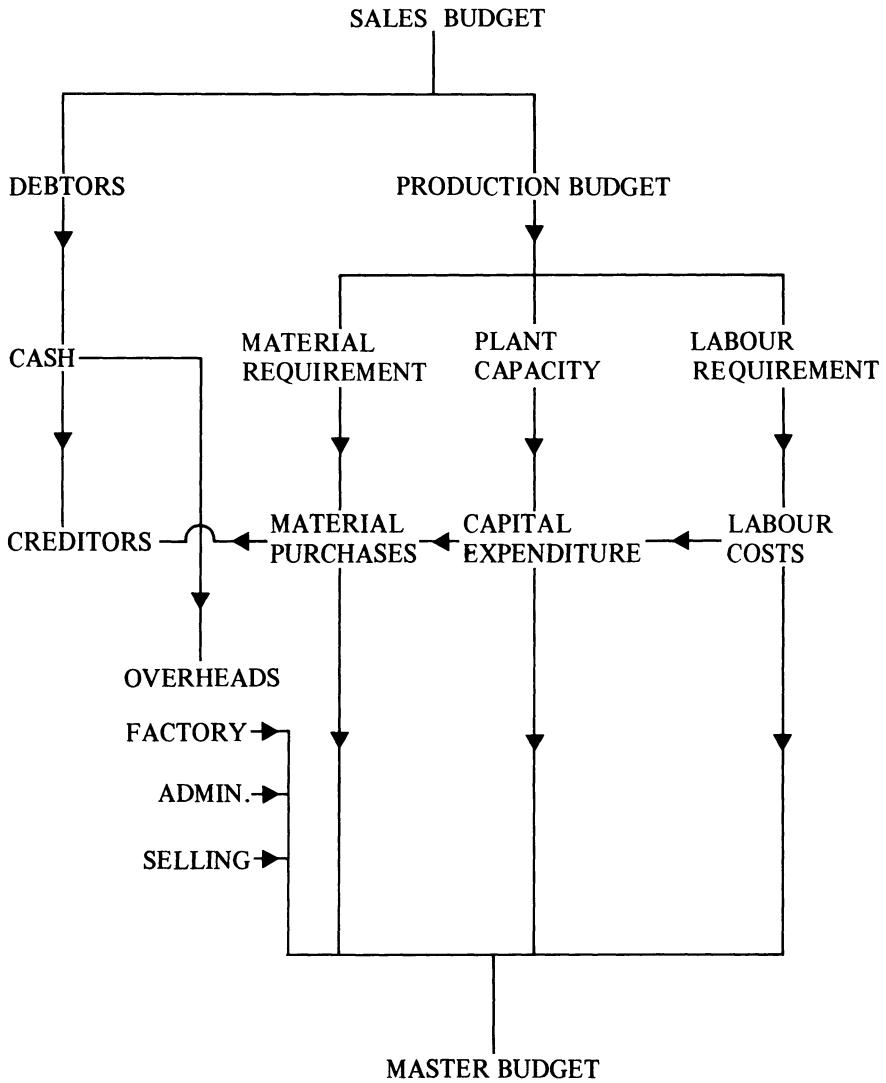 SALES BUDGET
DEBTORS
PRODUCTION BUDGET
CASH
MATERIAL
REQUIREMENT
PLANT
CAPACITY
LABOUR
REQUIREMENT
CREDITORS
MATERIAL
PURCHASES
CAPITAL
EXPENDITURE
LABOUR
COSTS
OVERHEADS
FACTORY
ADMIN.
SELLING
MASTER BUDGET